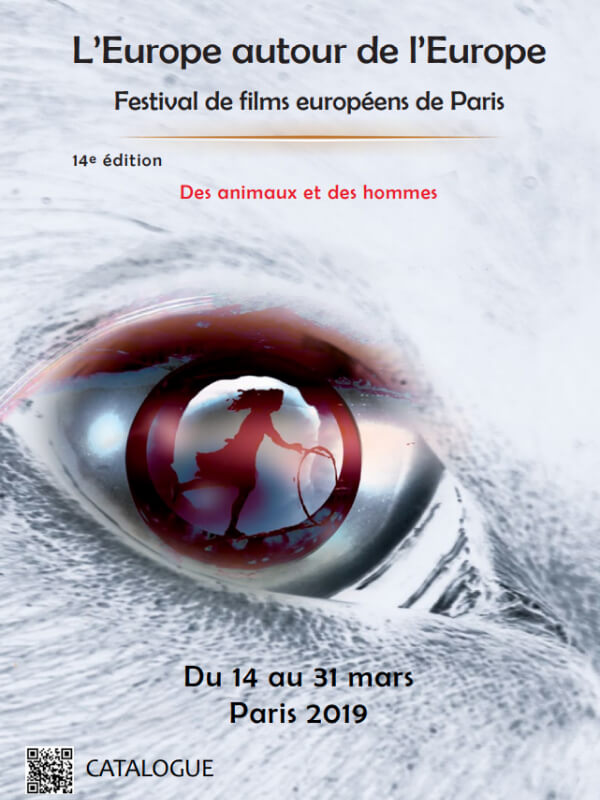 L'Europe autour de l'Europe
Festival de films européens de Paris
14e édition
Des animaux et des hommes
Du 14 au 31 mars
Paris 2019
CATALOGUE